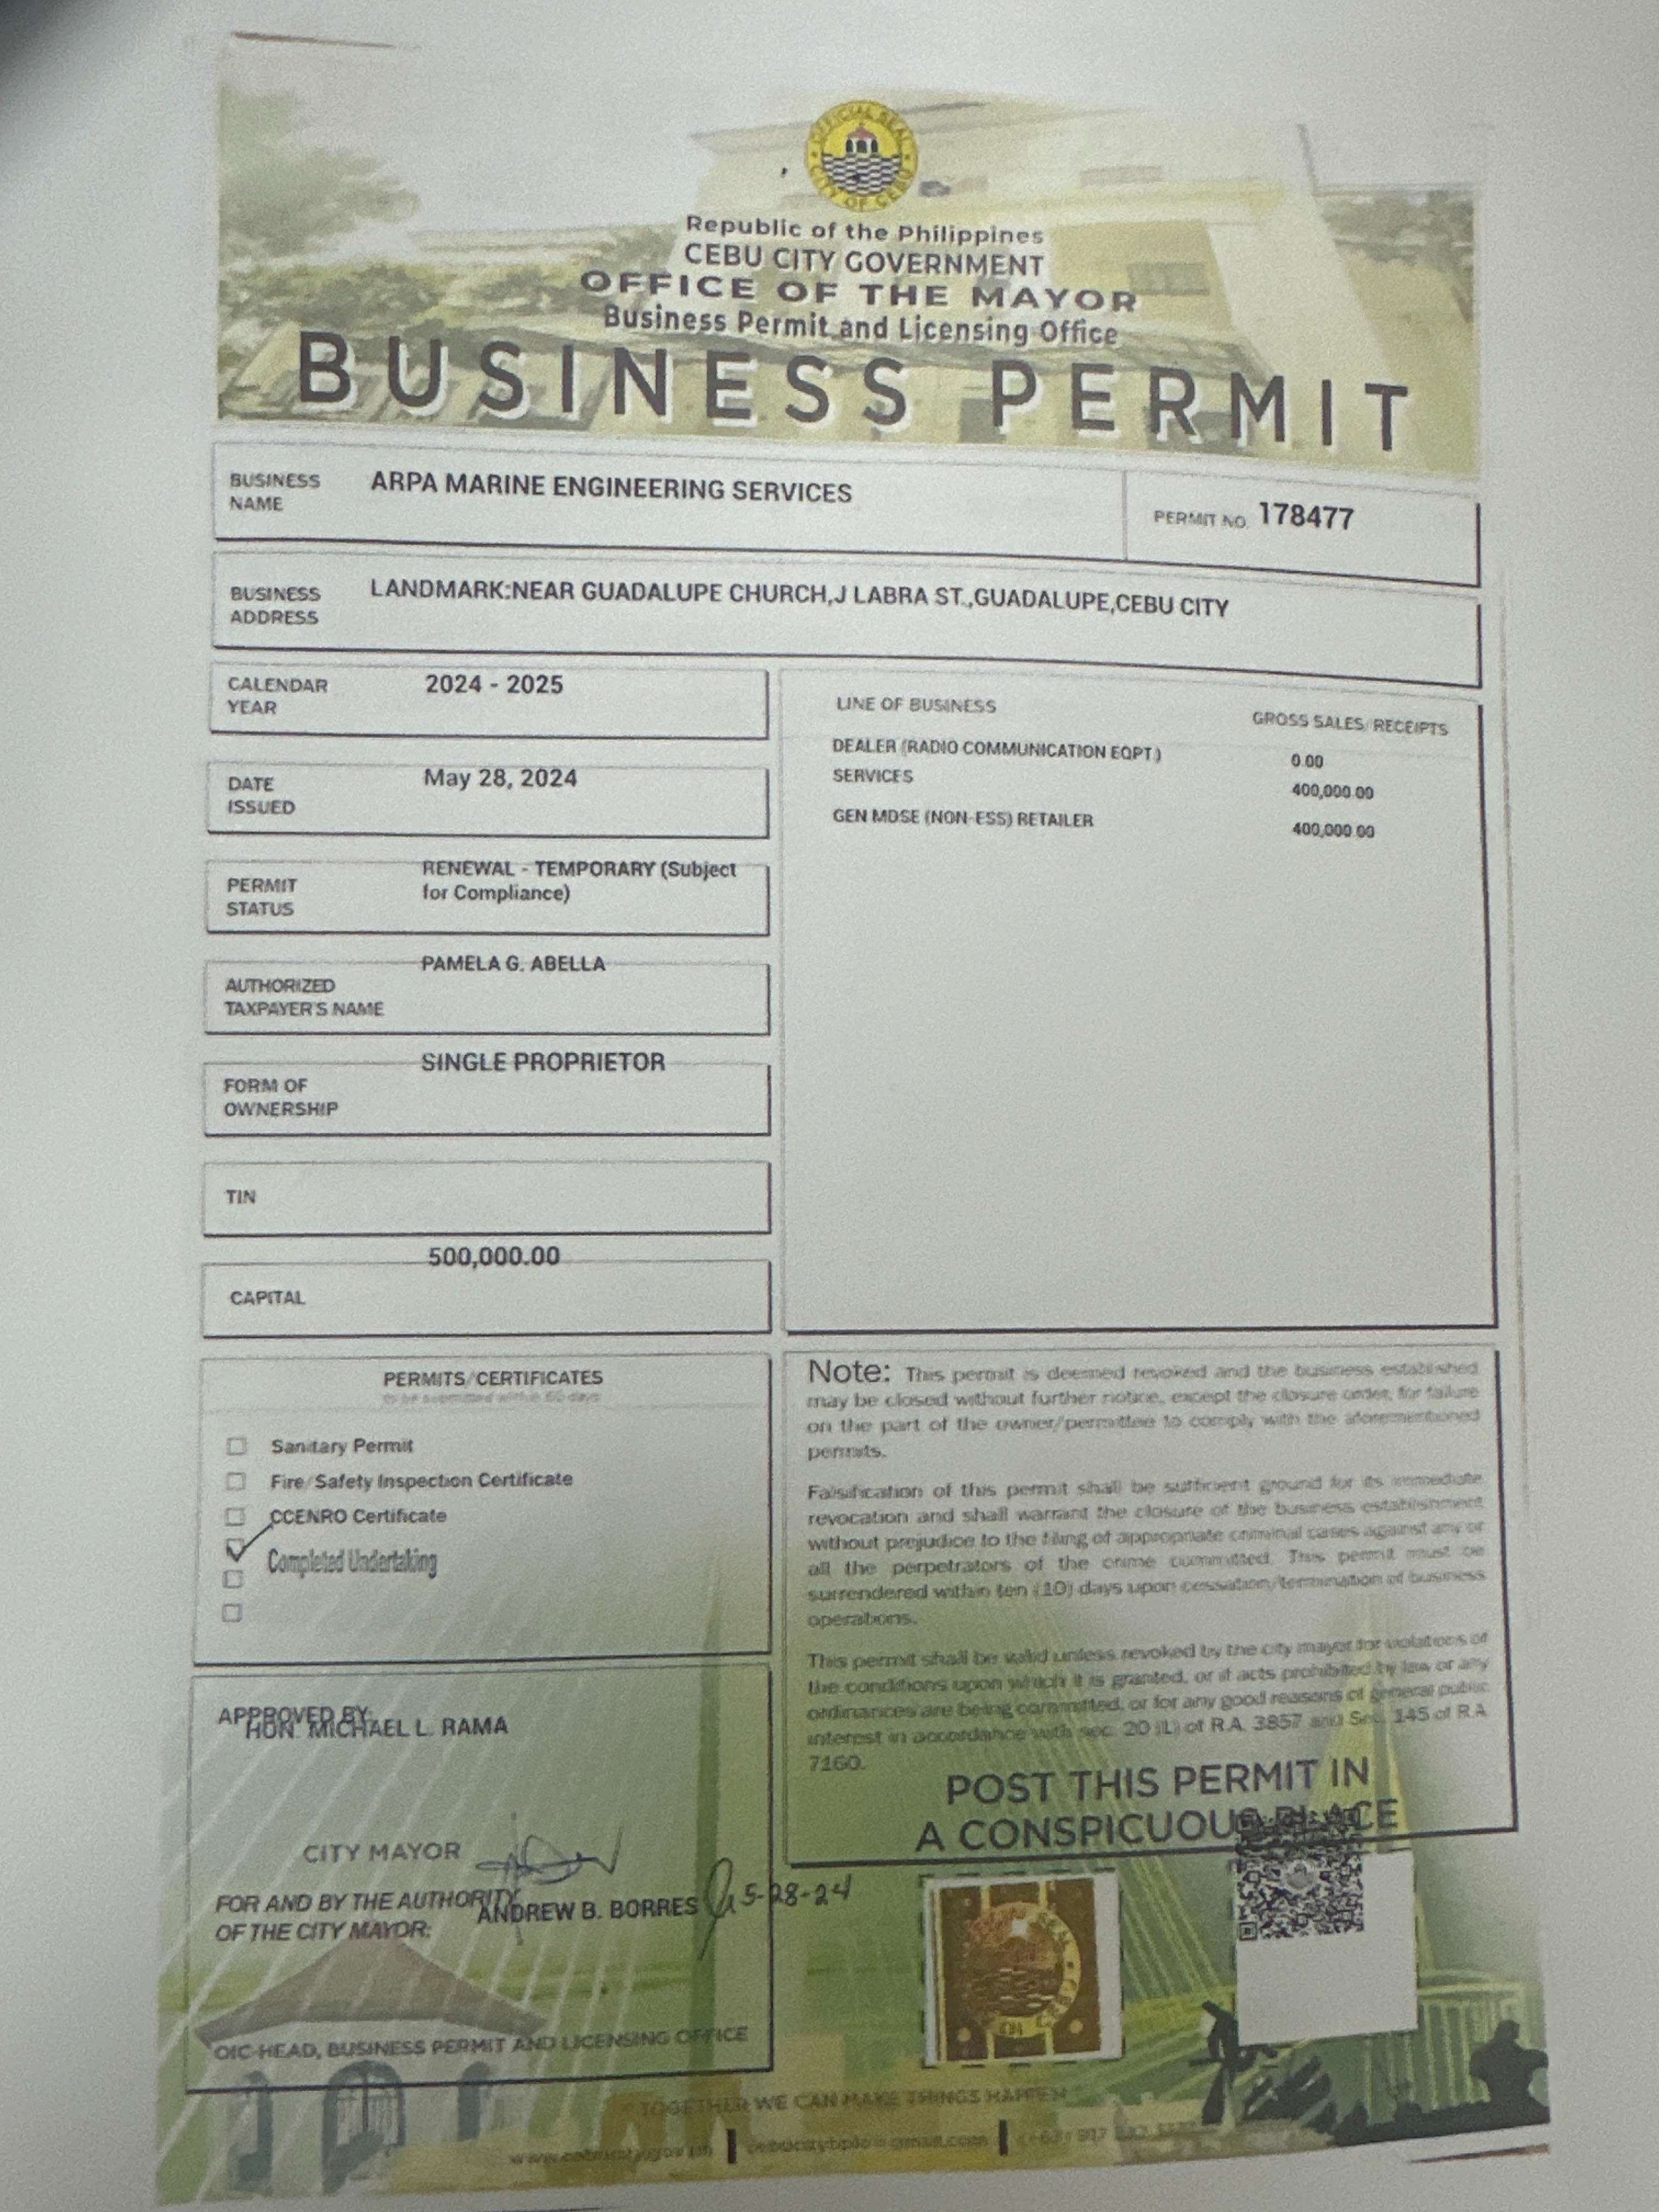 OFFICIAL SEAL
CITY OF CEBU
Republic of the Philippines
CEBU CITY GOVERNMENT
OFFICE OF THE MAYOR
Business Permit and Licensing Office
BUSINESS PERMIT
BUSINESS NAME ARPA MARINE ENGINEERING SERVICES
PERMIT NO. 178477
BUSINESS ADDRESS LANDMARK:NEAR GUADALUPE CHURCH,J LABRA ST.,GUADALUPE,CEBU CITY
CALENDAR YEAR 2024 - 2025
DATE ISSUED May 28, 2024
PERMIT STATUS RENEWAL - TEMPORARY (Subject for Compliance)
AUTHORIZED TAXPAYER'S NAME PAMELA G. ABELLA
FORM OF OWNERSHIP SINGLE PROPRIETOR
TIN
CAPITAL 500,000.00
LINE OF BUSINESS GROSS SALES/RECEIPTS
DEALER (RADIO COMMUNICATION EQPT.) 0.00
SERVICES 400,000.00
GEN MDSE (NON-ESS) RETAILER 400,000.00
PERMITS/CERTIFICATES
to be submitted within 60 days
Sanitary Permit
Fire/Safety Inspection Certificate
CCENRO Certificate
Completed Undertaking
Note: This permit is deemed revoked and the business established
may be closed without further notice, except the closure order, for failure
on the part of the owner/permittee to comply with the aforementioned
permits.
Falsification of this permit shall be sufficient ground for its immediate
revocation and shall warrant the closure of the business establishment
without prejudice to the filing of appropriate criminal cases against any or
all the perpetrators of the crime committed. This permit must be
surrendered within ten (10) days upon cessation/termination of business
operations.
This permit shall be valid unless revoked by the city mayor for violations of
the conditions upon which it is granted, or if acts prohibited by law or any
ordinances are being committed, or for any good reasons of general public
interest in accordance with sec. 20 (L) of R.A. 3857 and Sec. 145 of R.A.
7160.
POST THIS PERMIT IN
A CONSPICUOUS PLACE
APPROVED BY:
HON. MICHAEL L. RAMA
CITY MAYOR
FOR AND BY THE AUTHORITY
OF THE CITY MAYOR:
ANDREW B. BORRES
5-28-24
OIC-HEAD, BUSINESS PERMIT AND LICENSING OFFICE
TOGETHER WE CAN MAKE THINGS HAPPEN
www.cebucity.gov.ph | cebucitybplo@gmail.com |